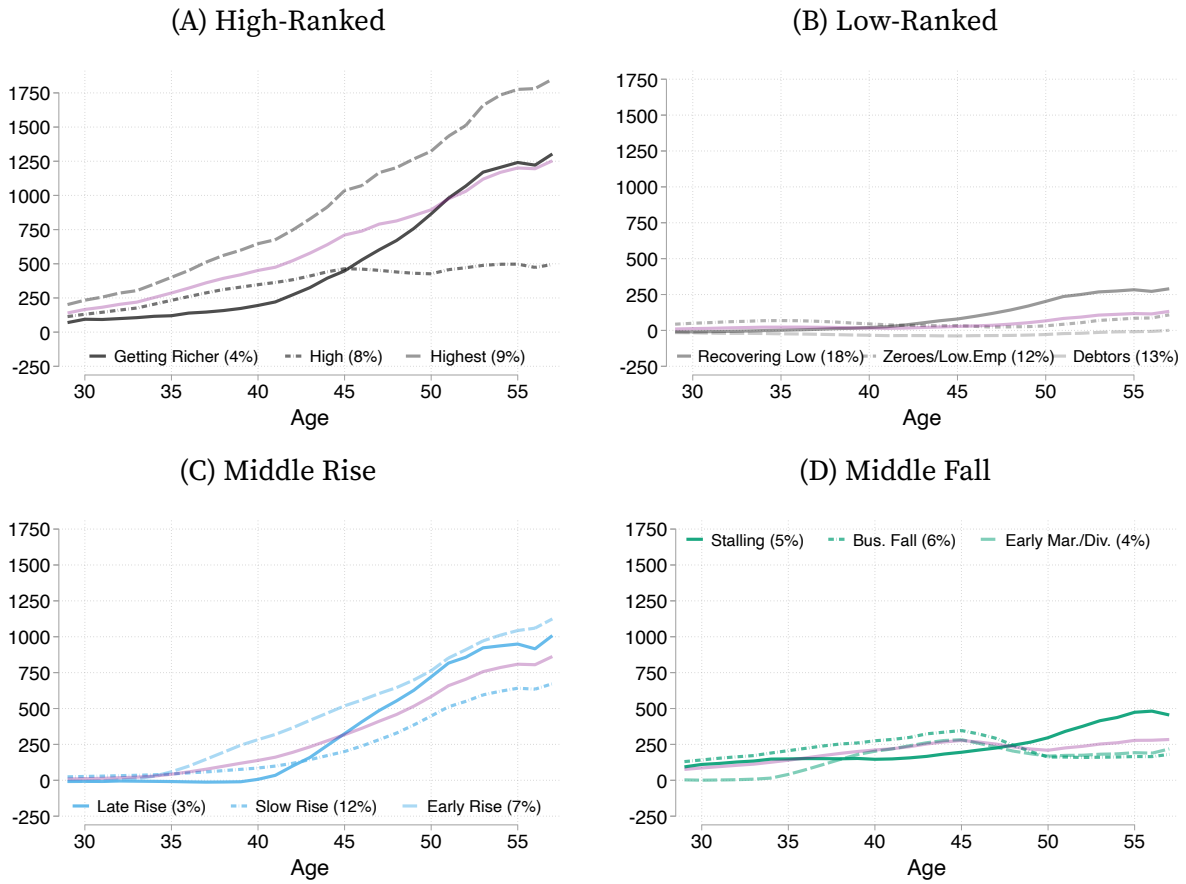 (A) High-Ranked
1750
1500
1250
1000
750
500
250
0
-250
Getting Richer (4%) High (8%) Highest (9%)
30 35 40 45 50 55
Age
(B) Low-Ranked
1750
1500
1250
1000
750
500
250
0
-250
Recovering Low (18%) Zeroes/Low.Emp (12%) Debtors (13%)
30 35 40 45 50 55
Age
(C) Middle Rise
1750
1500
1250
1000
750
500
250
0
-250
Late Rise (3%) Slow Rise (12%) Early Rise (7%)
30 35 40 45 50 55
Age
(D) Middle Fall
1750
1500
1250
1000
750
500
250
0
-250
Stalling (5%) Bus. Fall (6%) Early Mar./Div. (4%)
30 35 40 45 50 55
Age